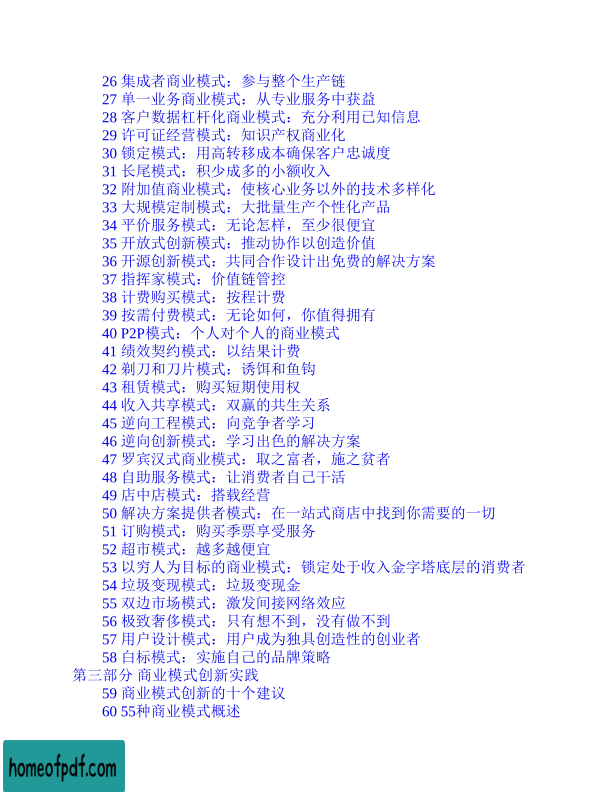 26 集成者商业模式：参与整个生产链
27 单一业务商业模式：从专业服务中获益
28 客户数据杠杆化商业模式：充分利用已知信息
29 许可证经营模式：知识产权商业化
30 锁定模式：用高转移成本确保客户忠诚度
31 长尾模式：积少成多的小额收入
32 附加值商业模式：使核心业务以外的技术多样化
33 大规模定制模式：大批量生产个性化产品
34 平价服务模式：无论怎样，至少很便宜
35 开放式创新模式：推动协作以创造价值
36 开源创新模式：共同合作设计出免费的解决方案
37 指挥家模式：价值链管控
38 计费购买模式：按程计费
39 按需付费模式：无论如何，你值得拥有
40 P2P模式：个人对个人的商业模式
41 绩效契约模式：以结果计费
42 剃刀和刀片模式：诱饵和鱼钩
43 租赁模式：购买短期使用权
44 收入共享模式：双赢的共生关系
45 逆向工程模式：向竞争者学习
46 逆向创新模式：学习出色的解决方案
47 罗宾汉式商业模式：取之富者，施之贫者
48 自助服务模式：让消费者自己干活
49 店中店模式：搭载经营
50 解决方案提供者模式：在一站式商店中找到你需要的一切
51 订购模式：购买季票享受服务
52 超市模式：越多越便宜
53 以穷人为目标的商业模式：锁定处于收入金字塔底层的消费者
54 垃圾变现模式：垃圾变现金
55 双边市场模式：激发间接网络效应
56 极致奢侈模式：只有想不到，没有做不到
57 用户设计模式：用户成为独具创造性的创业者
58 白标模式：实施自己的品牌策略
第三部分 商业模式创新实践
59 商业模式创新的十个建议
60 55种商业模式概述
homeofpdf.com